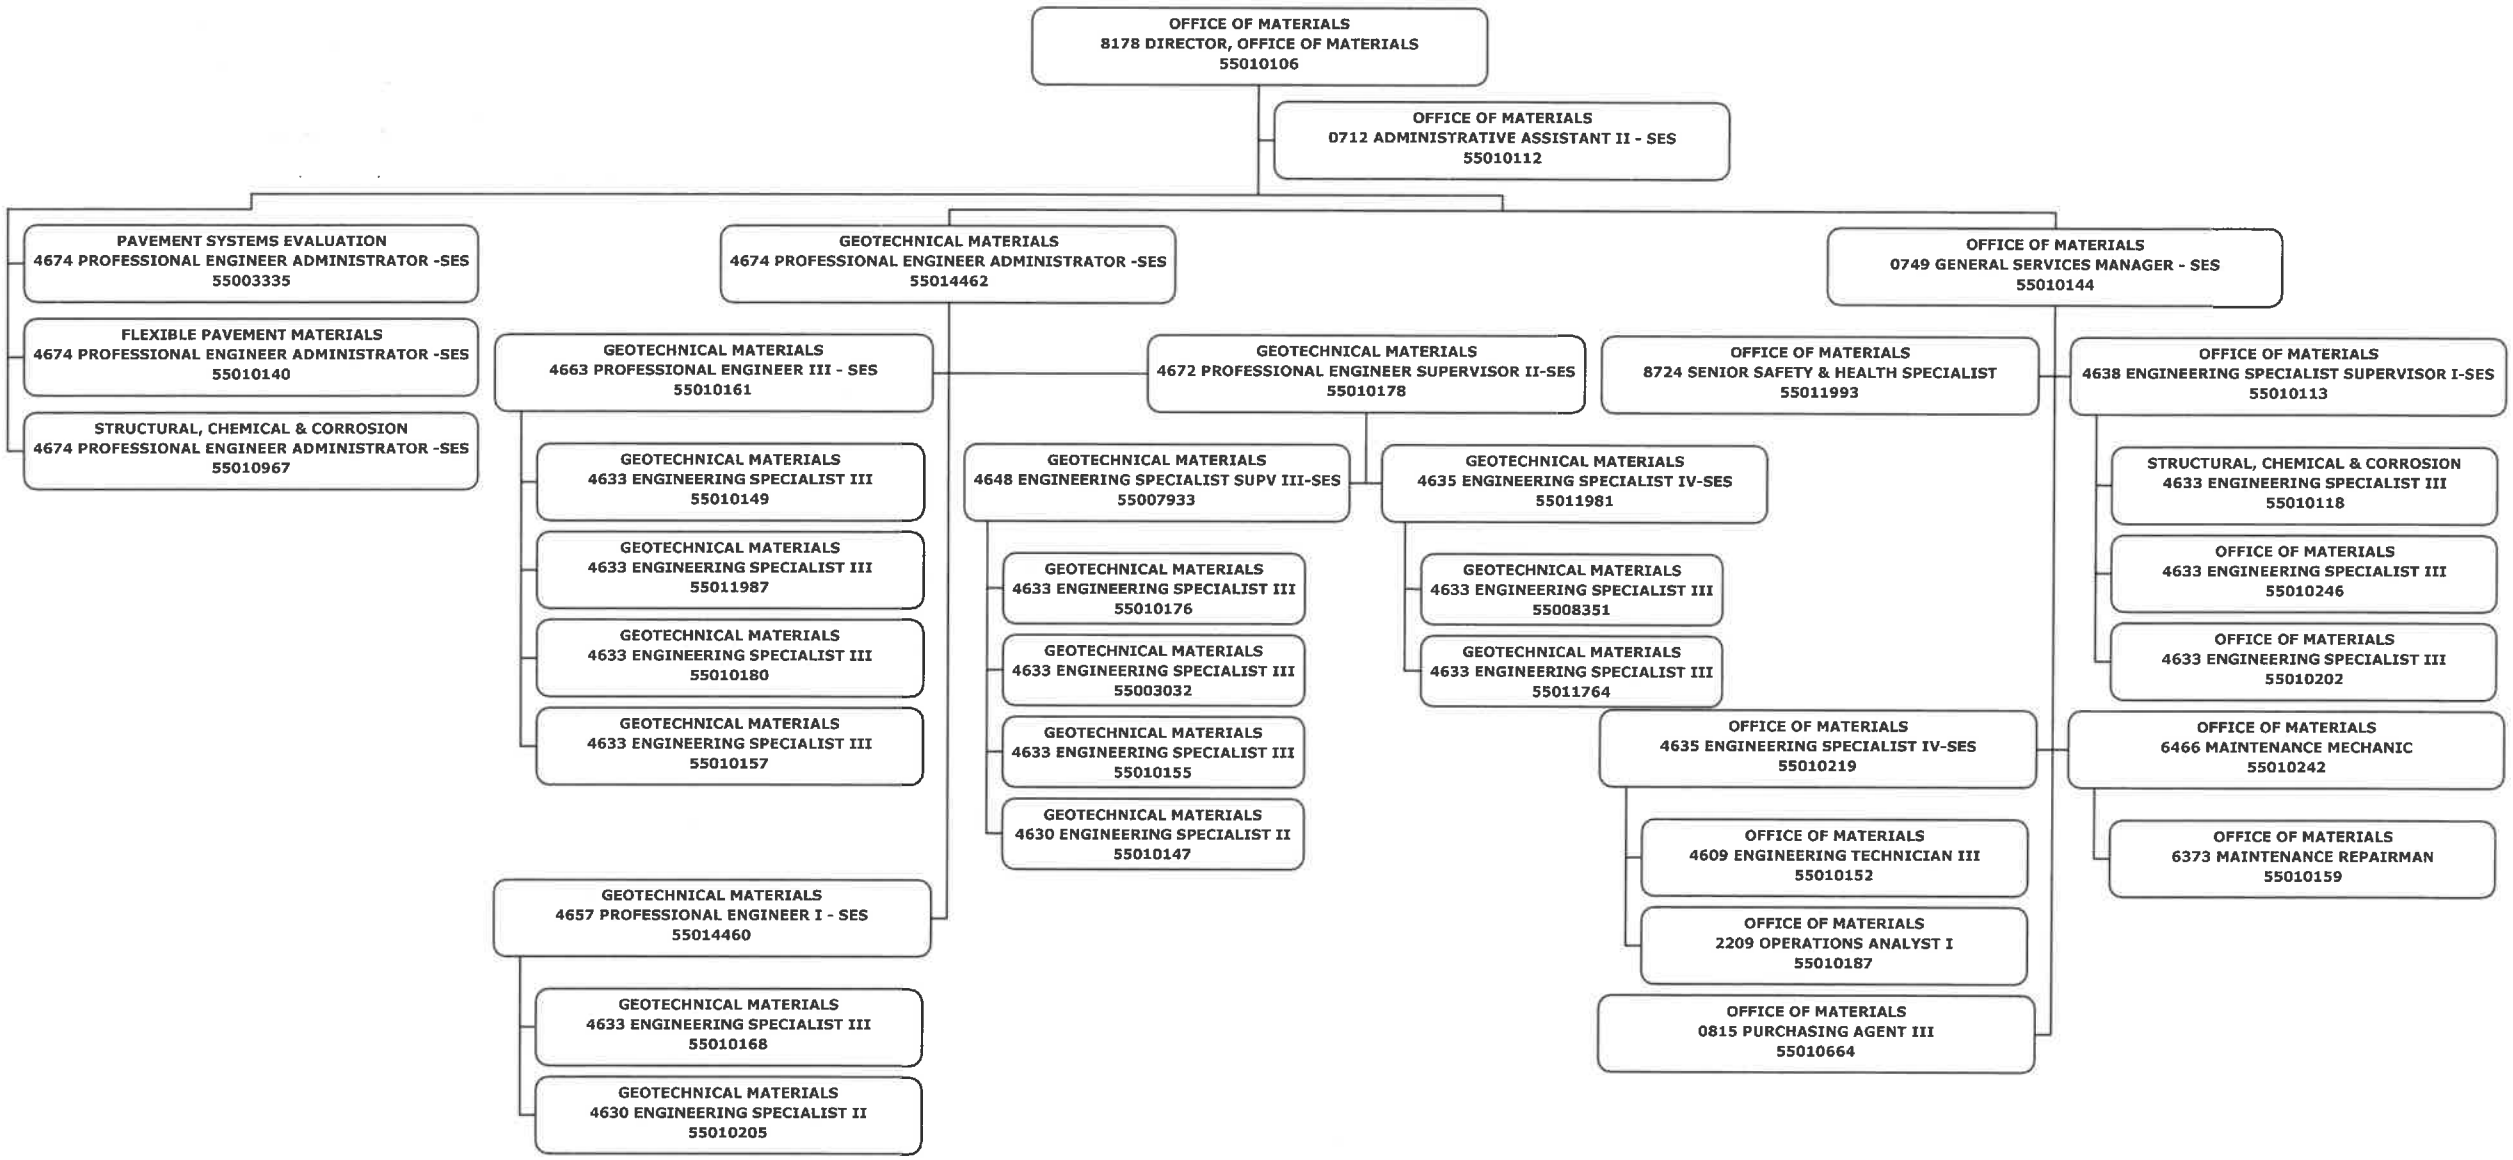 OFFICE OF MATERIALS
8178 DIRECTOR, OFFICE OF MATERIALS
55010106
OFFICE OF MATERIALS
0712 ADMINISTRATIVE ASSISTANT II - SES
55010112
PAVEMENT SYSTEMS EVALUATION
4674 PROFESSIONAL ENGINEER ADMINISTRATOR -SES
55003335
FLEXIBLE PAVEMENT MATERIALS
4674 PROFESSIONAL ENGINEER ADMINISTRATOR -SES
55010140
STRUCTURAL, CHEMICAL & CORROSION
4674 PROFESSIONAL ENGINEER ADMINISTRATOR -SES
55010967
GEOTECHNICAL MATERIALS
4674 PROFESSIONAL ENGINEER ADMINISTRATOR -SES
55014462
GEOTECHNICAL MATERIALS
4663 PROFESSIONAL ENGINEER III - SES
55010161
GEOTECHNICAL MATERIALS
4633 ENGINEERING SPECIALIST III
55010149
GEOTECHNICAL MATERIALS
4633 ENGINEERING SPECIALIST III
55011987
GEOTECHNICAL MATERIALS
4633 ENGINEERING SPECIALIST III
55010180
GEOTECHNICAL MATERIALS
4633 ENGINEERING SPECIALIST III
55010157
GEOTECHNICAL MATERIALS
4672 PROFESSIONAL ENGINEER SUPERVISOR II-SES
55010178
GEOTECHNICAL MATERIALS
4648 ENGINEERING SPECIALIST SUPV III-SES
55007933
GEOTECHNICAL MATERIALS
4633 ENGINEERING SPECIALIST III
55010176
GEOTECHNICAL MATERIALS
4633 ENGINEERING SPECIALIST III
55003032
GEOTECHNICAL MATERIALS
4633 ENGINEERING SPECIALIST III
55010155
GEOTECHNICAL MATERIALS
4630 ENGINEERING SPECIALIST II
55010147
GEOTECHNICAL MATERIALS
4635 ENGINEERING SPECIALIST IV-SES
55011981
GEOTECHNICAL MATERIALS
4633 ENGINEERING SPECIALIST III
55008351
GEOTECHNICAL MATERIALS
4633 ENGINEERING SPECIALIST III
55011764
GEOTECHNICAL MATERIALS
4657 PROFESSIONAL ENGINEER I - SES
55014460
GEOTECHNICAL MATERIALS
4633 ENGINEERING SPECIALIST III
55010168
GEOTECHNICAL MATERIALS
4630 ENGINEERING SPECIALIST II
55010205
OFFICE OF MATERIALS
0749 GENERAL SERVICES MANAGER - SES
55010144
OFFICE OF MATERIALS
8724 SENIOR SAFETY & HEALTH SPECIALIST
55011993
OFFICE OF MATERIALS
4638 ENGINEERING SPECIALIST SUPERVISOR I-SES
55010113
STRUCTURAL, CHEMICAL & CORROSION
4633 ENGINEERING SPECIALIST III
55010118
OFFICE OF MATERIALS
4633 ENGINEERING SPECIALIST III
55010246
OFFICE OF MATERIALS
4633 ENGINEERING SPECIALIST III
55010202
OFFICE OF MATERIALS
4635 ENGINEERING SPECIALIST IV-SES
55010219
OFFICE OF MATERIALS
4609 ENGINEERING TECHNICIAN III
55010152
OFFICE OF MATERIALS
2209 OPERATIONS ANALYST I
55010187
OFFICE OF MATERIALS
6466 MAINTENANCE MECHANIC
55010242
OFFICE OF MATERIALS
6373 MAINTENANCE REPAIRMAN
55010159
OFFICE OF MATERIALS
0815 PURCHASING AGENT III
55010664